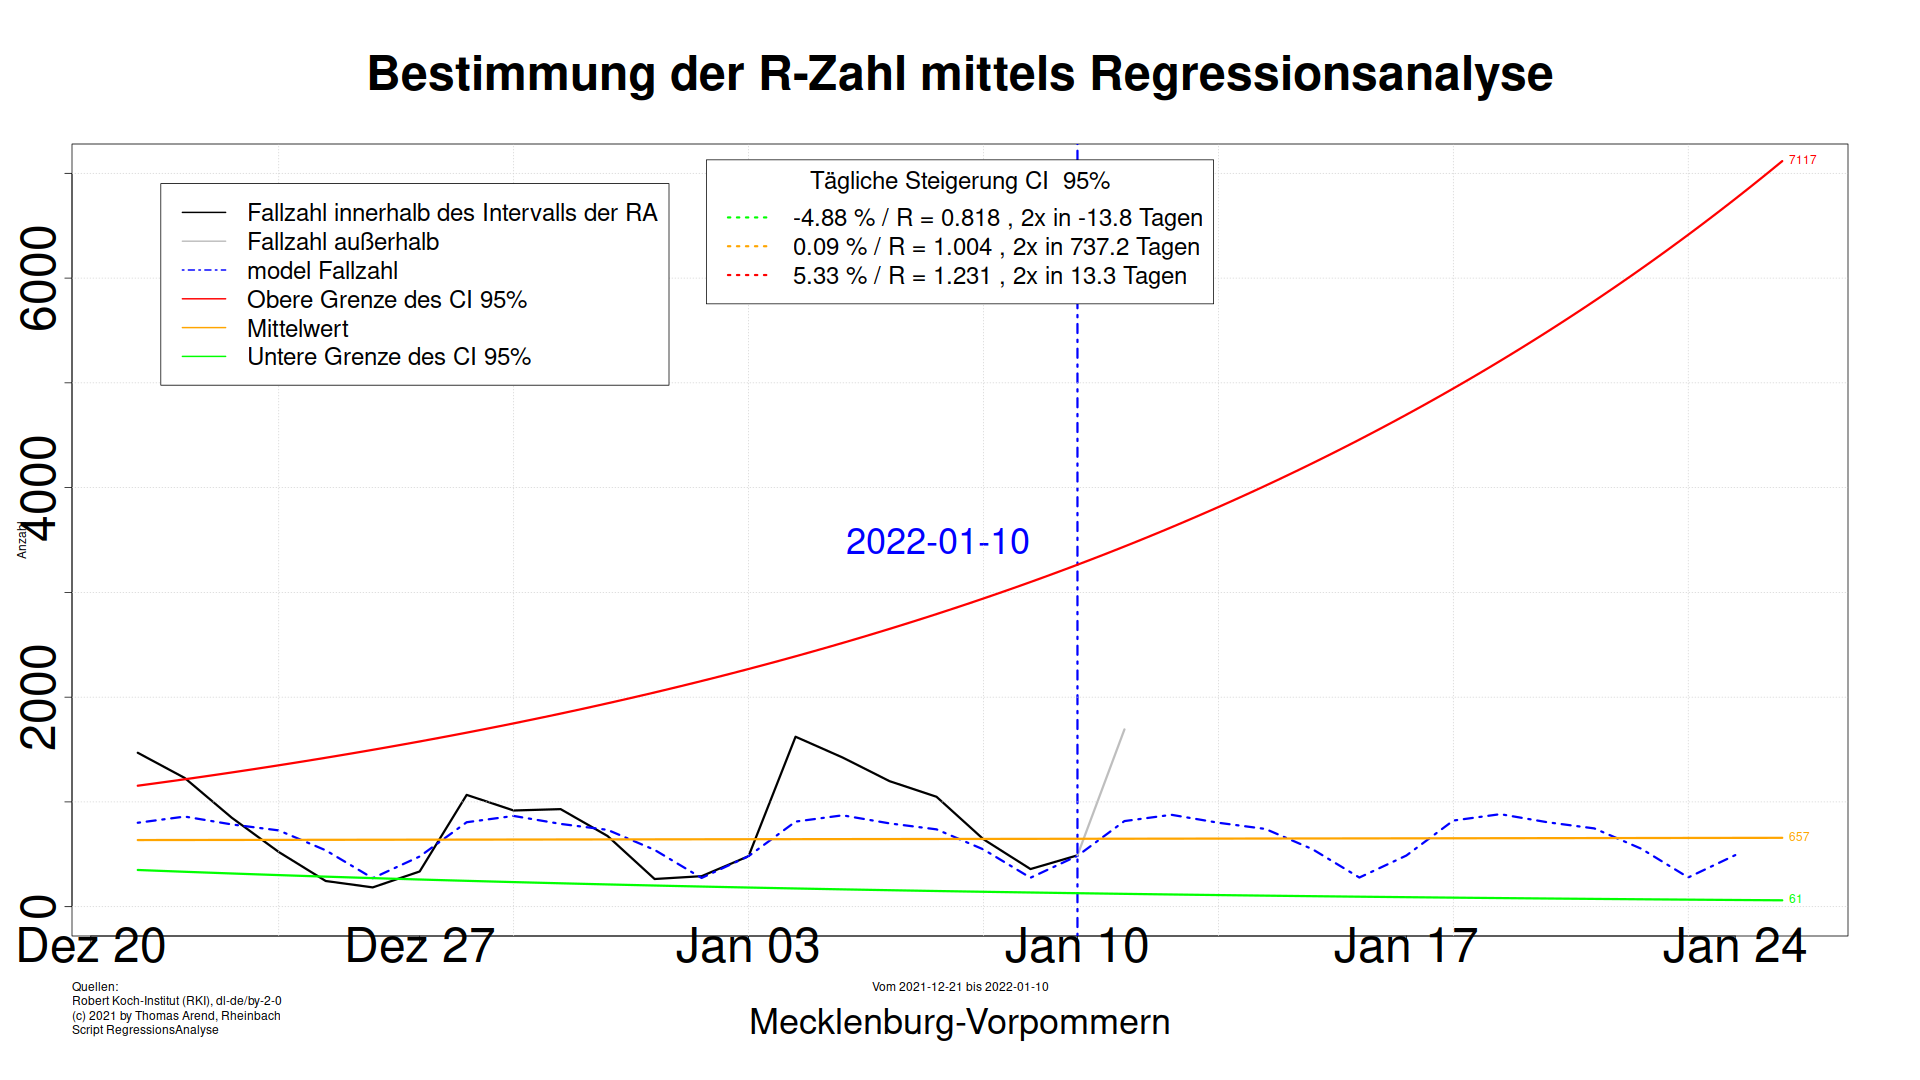 Bestimmung der R-Zahl mittels Regressionsanalyse
7117
Tägliche Steigerung CI  95%
-4.88 % / R = 0.818 , 2x in -13.8 Tagen
0.09 % / R = 1.004 , 2x in 737.2 Tagen
5.33 % / R = 1.231 , 2x in 13.3 Tagen
Fallzahl innerhalb des Intervalls der RA
Fallzahl außerhalb
model Fallzahl
Obere Grenze des CI 95%
Mittelwert
Untere Grenze des CI 95%
6000
4000
2000
0
Anzahl
2022-01-10
657
61
Dez 20
Dez 27
Jan 03
Jan 10
Jan 17
Jan 24
Quellen:
Robert Koch-Institut (RKI), dl-de/by-2-0
(c) 2021 by Thomas Arend, Rheinbach
Script RegressionsAnalyse
Vom 2021-12-21 bis 2022-01-10
Mecklenburg-Vorpommern